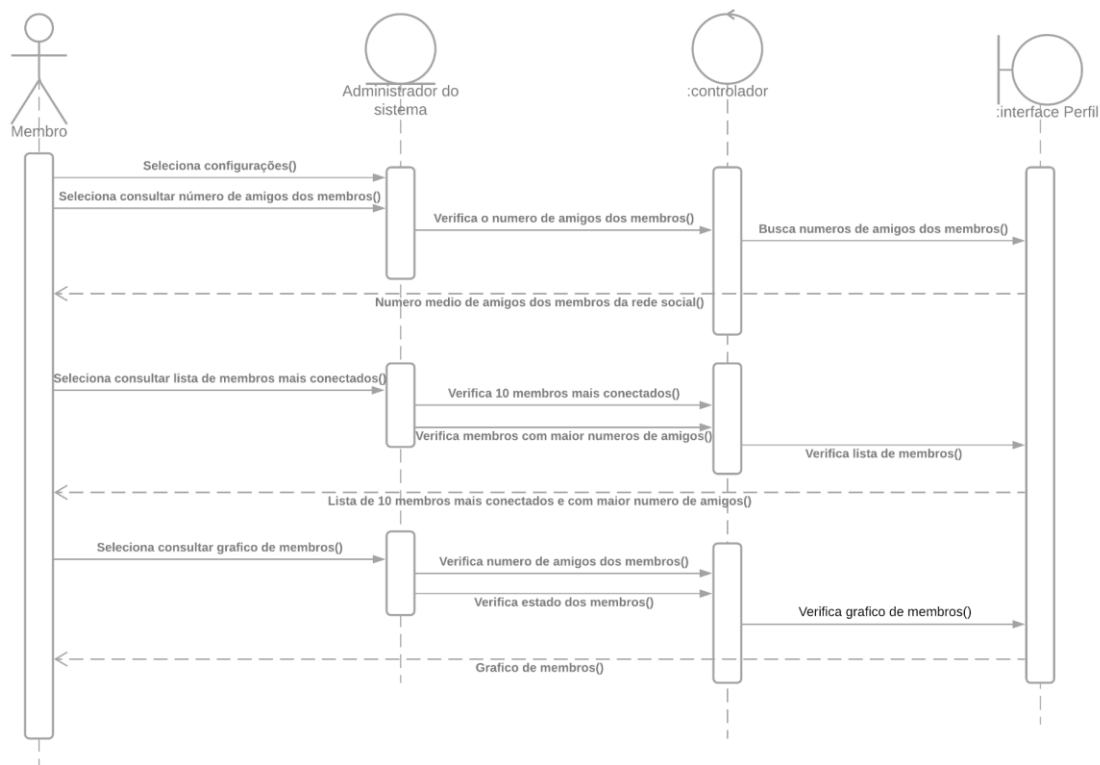 Membro
Administrador do
sistema
:controlador
:interface Perfil
Seleciona configurações()
Seleciona consultar número de amigos dos membros()
Verifica o numero de amigos dos membros()
Busca numeros de amigos dos membros()
Numero medio de amigos dos membros da rede social()
Seleciona consultar lista de membros mais conectados()
Verifica 10 membros mais conectados()
Verifica membros com maior numeros de amigos()
Verifica lista de membros()
Lista de 10 membros mais conectados e com maior numero de amigos()
Seleciona consultar grafico de membros()
Verifica numero de amigos dos membros()
Verifica estado dos membros()
Verifica grafico de membros()
Grafico de membros()